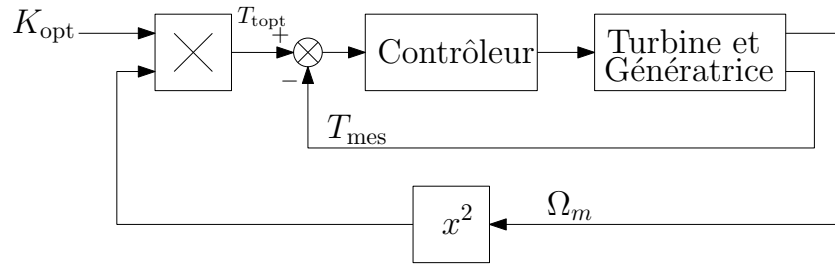 K_opt
T_topt
+
−
×
Contrôleur
Turbine et
Génératrice
T_mes
x²
Ω_m